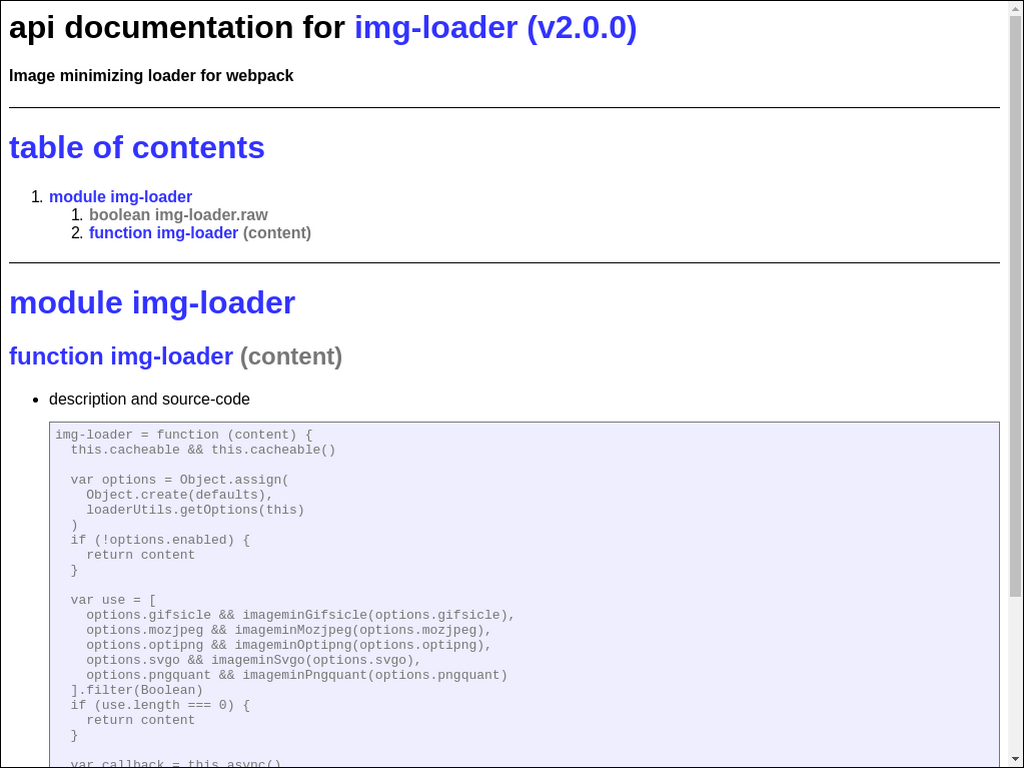 api documentation for img-loader (v2.0.0)
Image minimizing loader for webpack
table of contents
1. module img-loader
1. boolean img-loader.raw
2. function img-loader (content)
module img-loader
function img-loader (content)
• description and source-code
img-loader = function (content) {
  this.cacheable && this.cacheable()

  var options = Object.assign(
    Object.create(defaults),
    loaderUtils.getOptions(this)
  )
  if (!options.enabled) {
    return content
  }

  var use = [
    options.gifsicle && imageminGifsicle(options.gifsicle),
    options.mozjpeg && imageminMozjpeg(options.mozjpeg),
    options.optipng && imageminOptipng(options.optipng),
    options.svgo && imageminSvgo(options.svgo),
    options.pngquant && imageminPngquant(options.pngquant)
  ].filter(Boolean)
  if (use.length === 0) {
    return content
  }

  var callback = this.async()